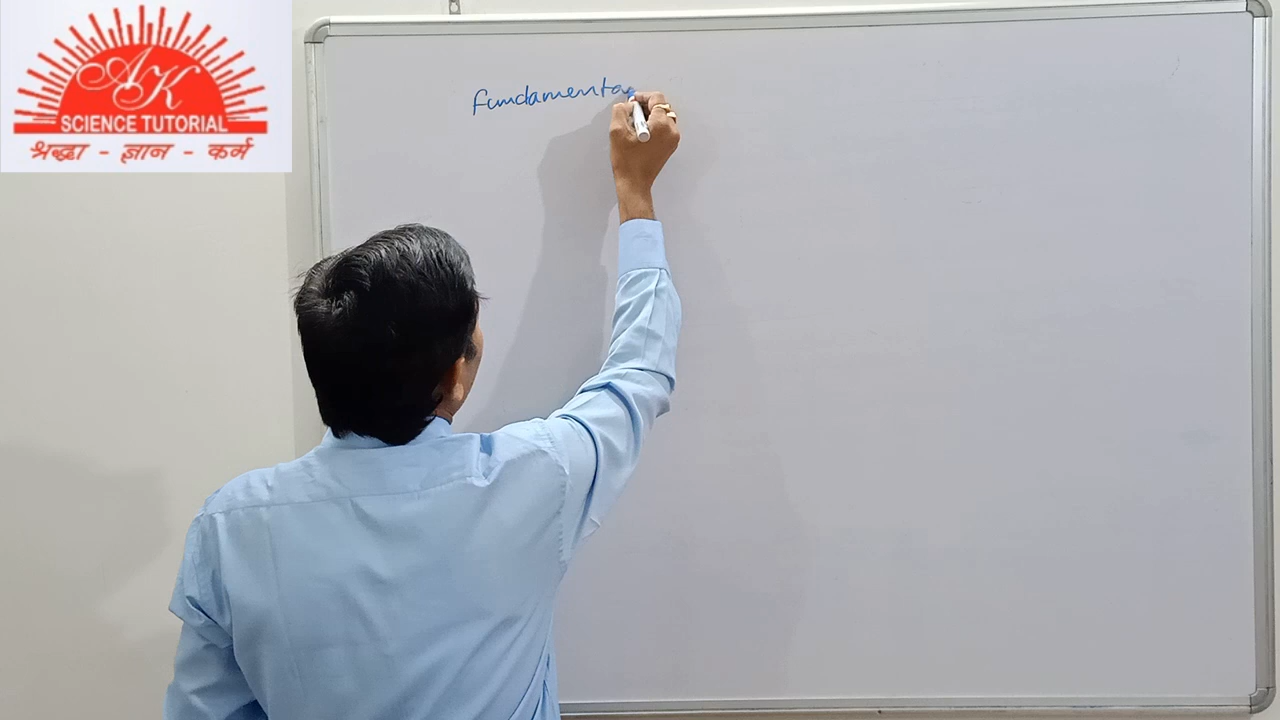 AK
SCIENCE TUTORIAL
श्रद्धा - ज्ञान - कर्म
fundamenta